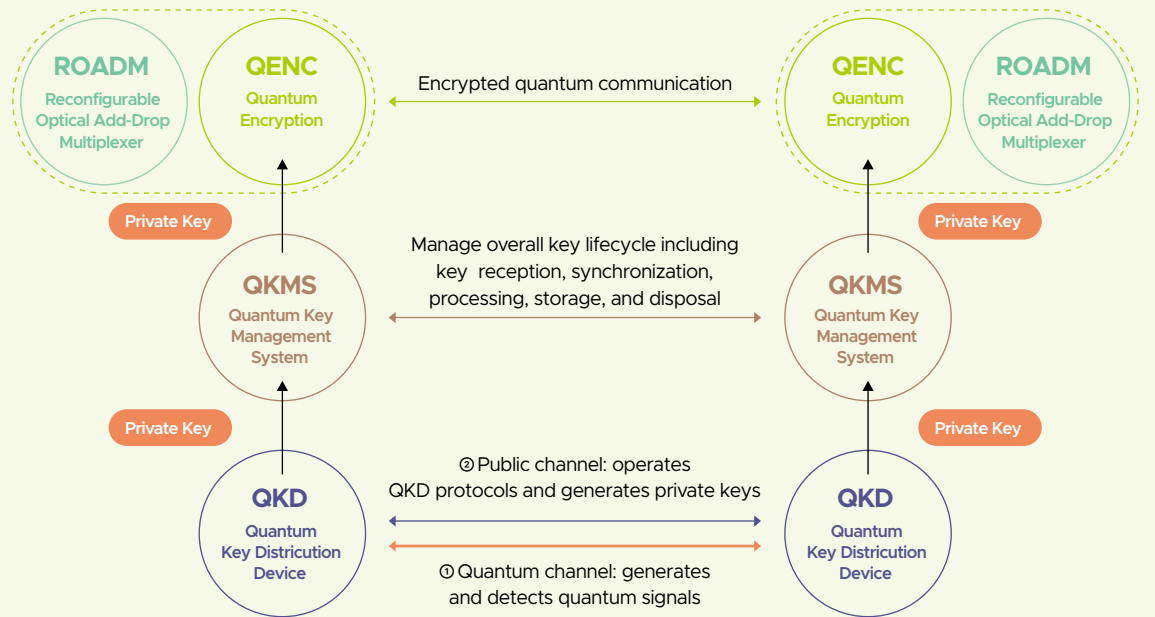 ROADM
Reconfigurable
Optical Add-Drop
Multiplexer
QENC
Quantum
Encryption
Encrypted quantum communication
QENC
Quantum
Encryption
ROADM
Reconfigurable
Optical Add-Drop
Multiplexer
Private Key
Private Key
QKMS
Quantum Key
Management
System
Manage overall key lifecycle including
key reception, synchronization,
processing, storage, and disposal
QKMS
Quantum Key
Management
System
Private Key
Private Key
QKD
Quantum
Key Districution
Device
② Public channel: operates
QKD protocols and generates private keys
① Quantum channel: generates
and detects quantum signals
QKD
Quantum
Key Districution
Device